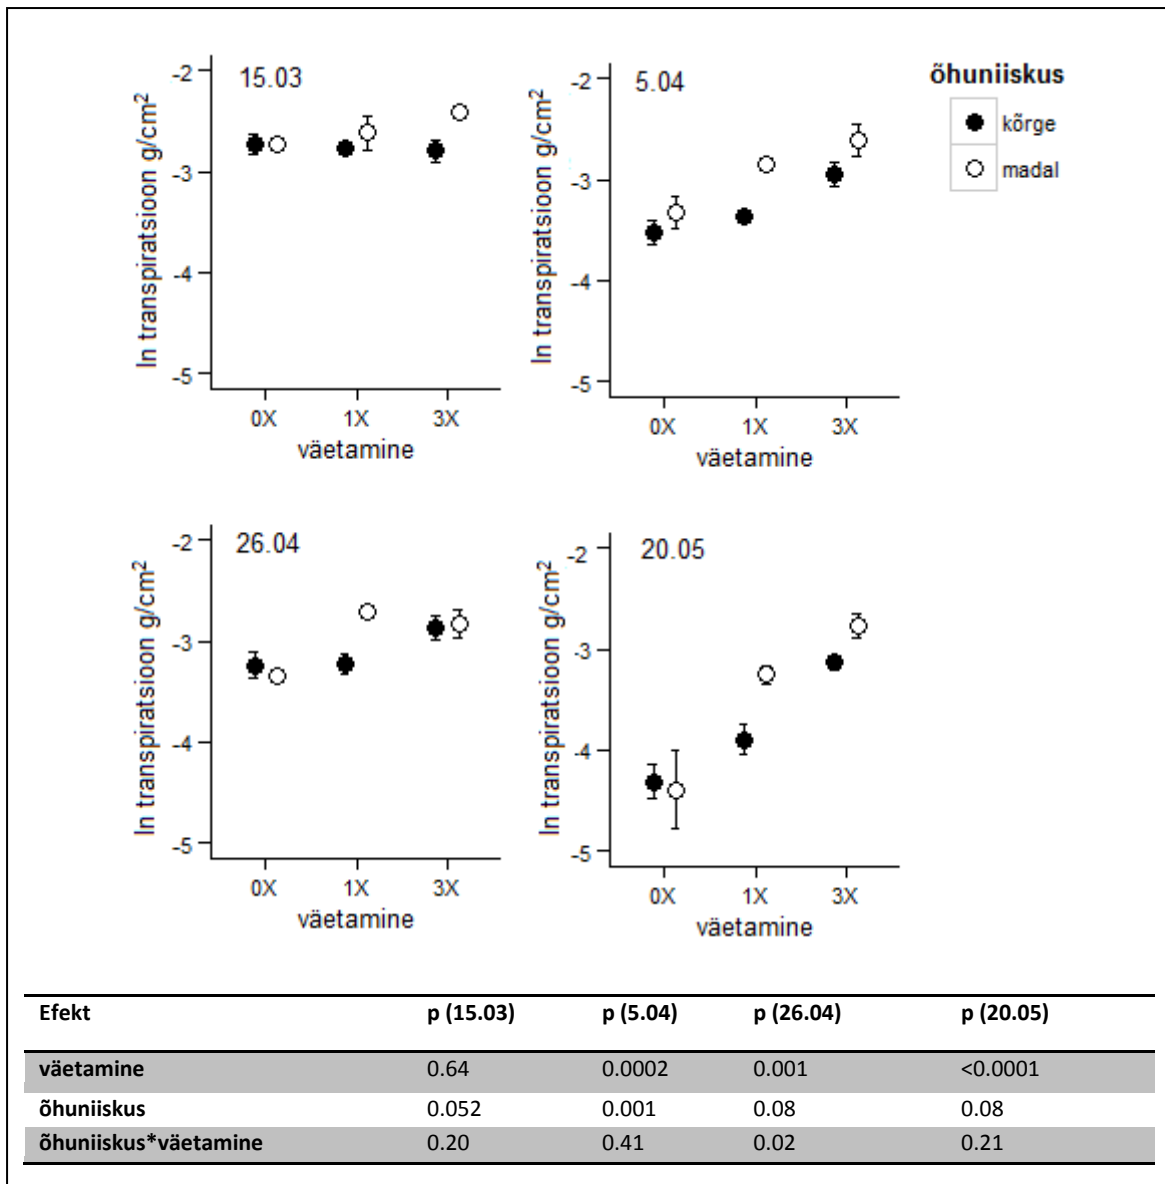 15.03
ln transpiratsioon g/cm²
-2
-3
-4
-5
0X 1X 3X
väetamine
5.04
ln transpiratsioon g/cm²
-2
-3
-4
-5
0X 1X 3X
väetamine
õhuniiskus
kõrge
madal
26.04
ln transpiratsioon g/cm²
-2
-3
-4
-5
0X 1X 3X
väetamine
20.05
ln transpiratsioon g/cm²
-2
-3
-4
-5
0X 1X 3X
väetamine
Efekt p (15.03) p (5.04) p (26.04) p (20.05)
väetamine 0.64 0.0002 0.001 <0.0001
õhuniiskus 0.052 0.001 0.08 0.08
õhuniiskus*väetamine 0.20 0.41 0.02 0.21